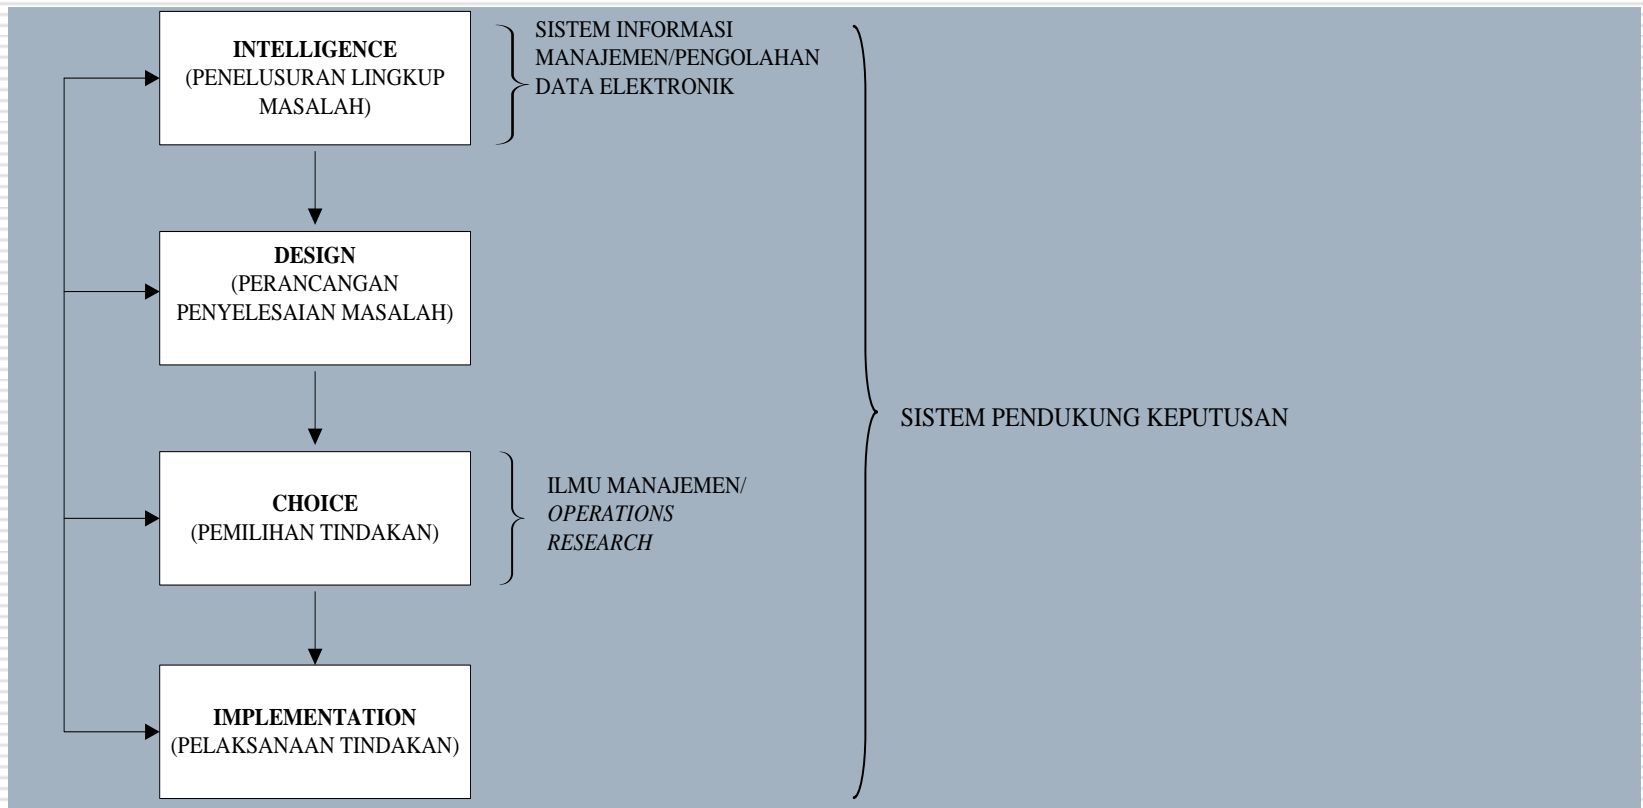 INTELLIGENCE
(PENELUSURAN LINGKUP
MASALAH)
SISTEM INFORMASI
MANAJEMEN/PENGOLAHAN
DATA ELEKTRONIK
DESIGN
(PERANCANGAN
PENYELESAIAN MASALAH)
SISTEM PENDUKUNG KEPUTUSAN
CHOICE
(PEMILIHAN TINDAKAN)
ILMU MANAJEMEN/
OPERATIONS
RESEARCH
IMPLEMENTATION
(PELAKSANAAN TINDAKAN)